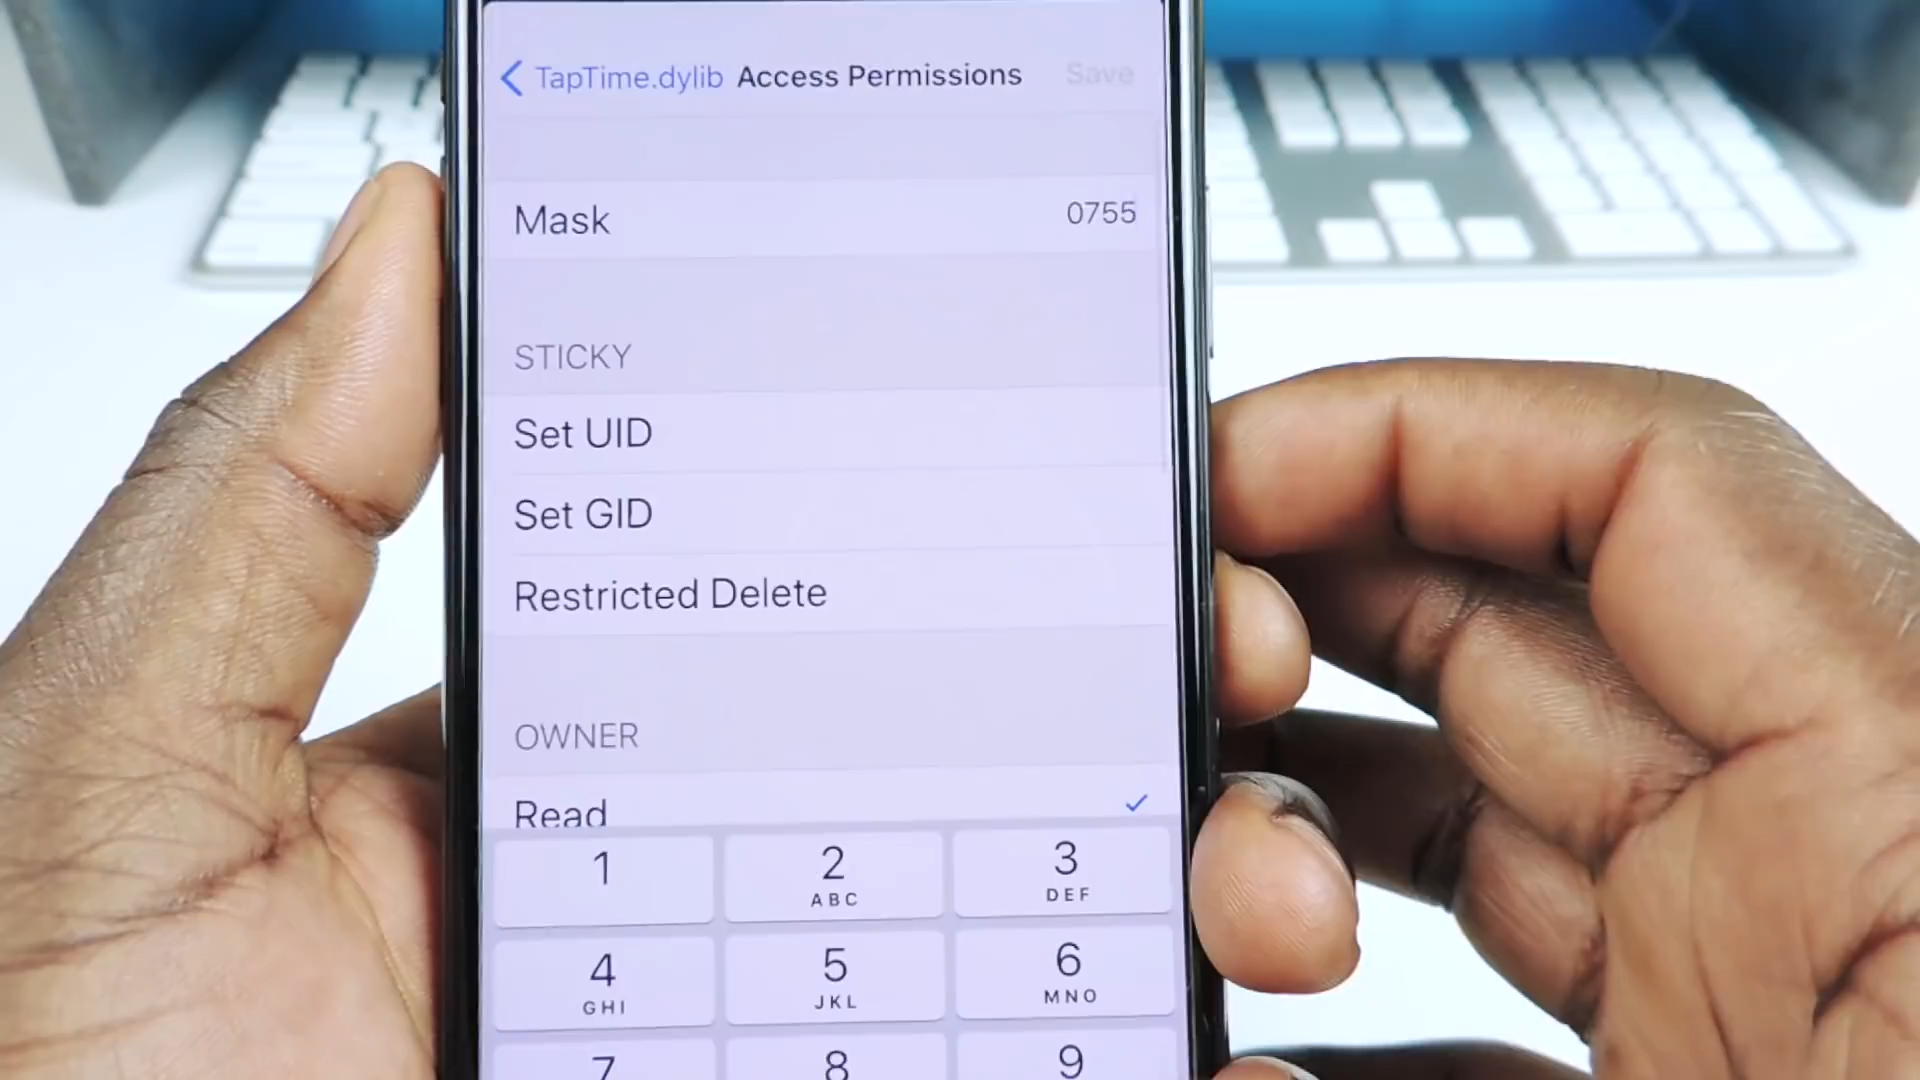 TapTime.dylib Access Permissions Save
Mask 0755
STICKY
Set UID
Set GID
Restricted Delete
OWNER
Read
1 2 3
ABC DEF
4 5 6
GHI JKL MNO
7 8 9